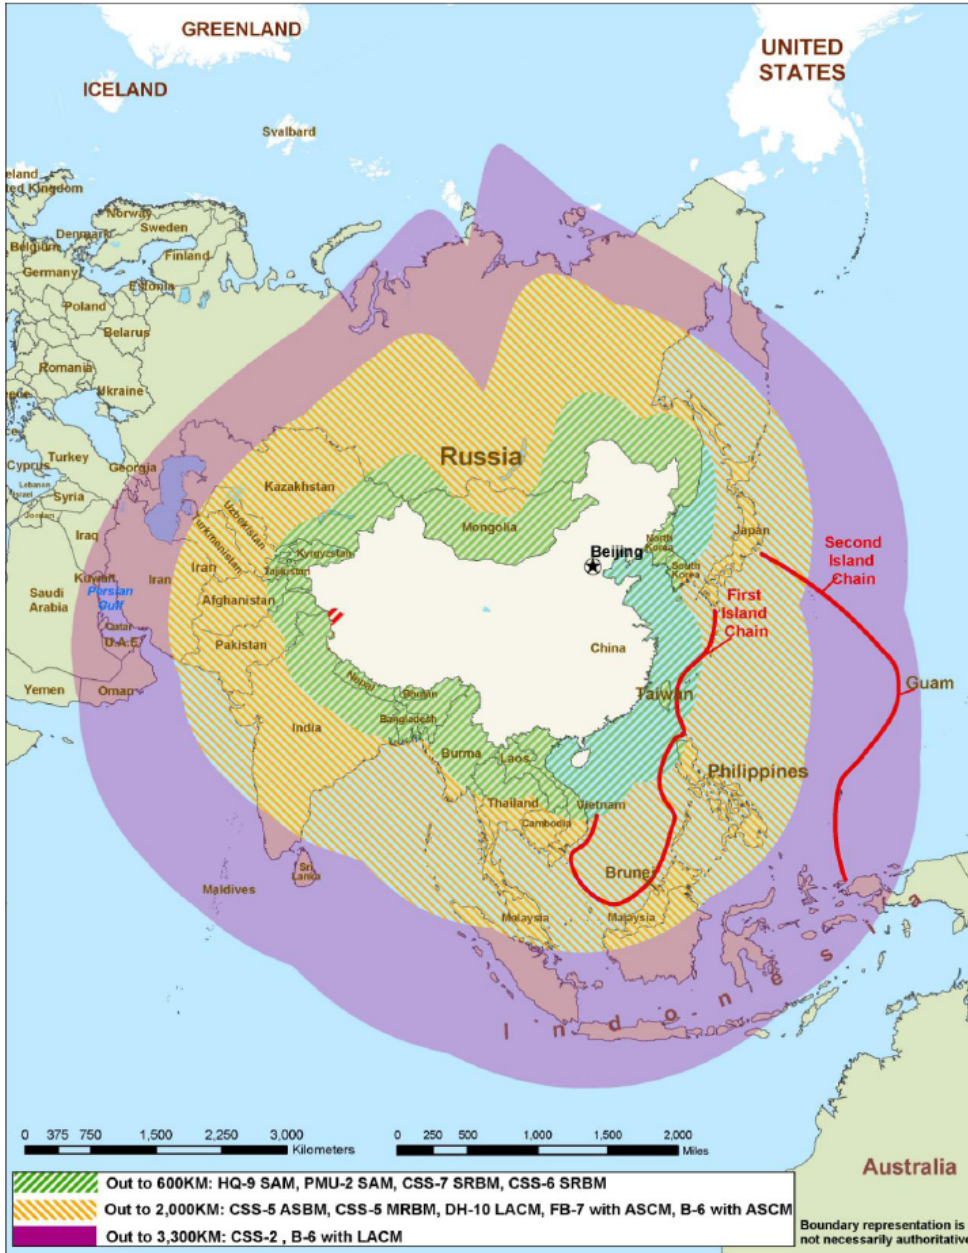 GREENLAND
UNITED
STATES
ICELAND
Svalbard
eland
ted Kingdom
Norway
Sweden
Denmark
Finland
Belgium
Germany
Estonia
Poland
Belarus
Romania
Ukraine
Russia
Turkey
Georgia
Cyprus
Lebanon
Israel
Syria
Jordan
Kazakhstan
Uzbekistan
Turkmenistan
Mongolia
Kyrgyzstan
Tajikistan
Beijing
North
Korea
South
Korea
Japan
Second
Island
Chain
First
Island
Chain
Iraq
Iran
Iran
Kuwait
Persian
Gulf
Saudi
Arabia
Qatar
U.A.E
Afghanistan
Pakistan
China
Yemen
Oman
Nepal
Bhutan
Bangladesh
India
Taiwan
Guam
Burma
Laos
Philippines
Thailand
Vietnam
Cambodia
Sri
Lanka
Maldives
Brunei
Malaysia
Malaysia
Indonesia
0 375 750 1,500 2,250 3,000
Kilometers
0 250 500 1,000 1,500 2,000
Miles
Australia
Out to 600KM: HQ-9 SAM, PMU-2 SAM, CSS-7 SRBM, CSS-6 SRBM
Out to 2,000KM: CSS-5 ASBM, CSS-5 MRBM, DH-10 LACM, FB-7 with ASCM, B-6 with ASCM
Out to 3,300KM: CSS-2 , B-6 with LACM
Boundary representation is
not necessarily authoritative